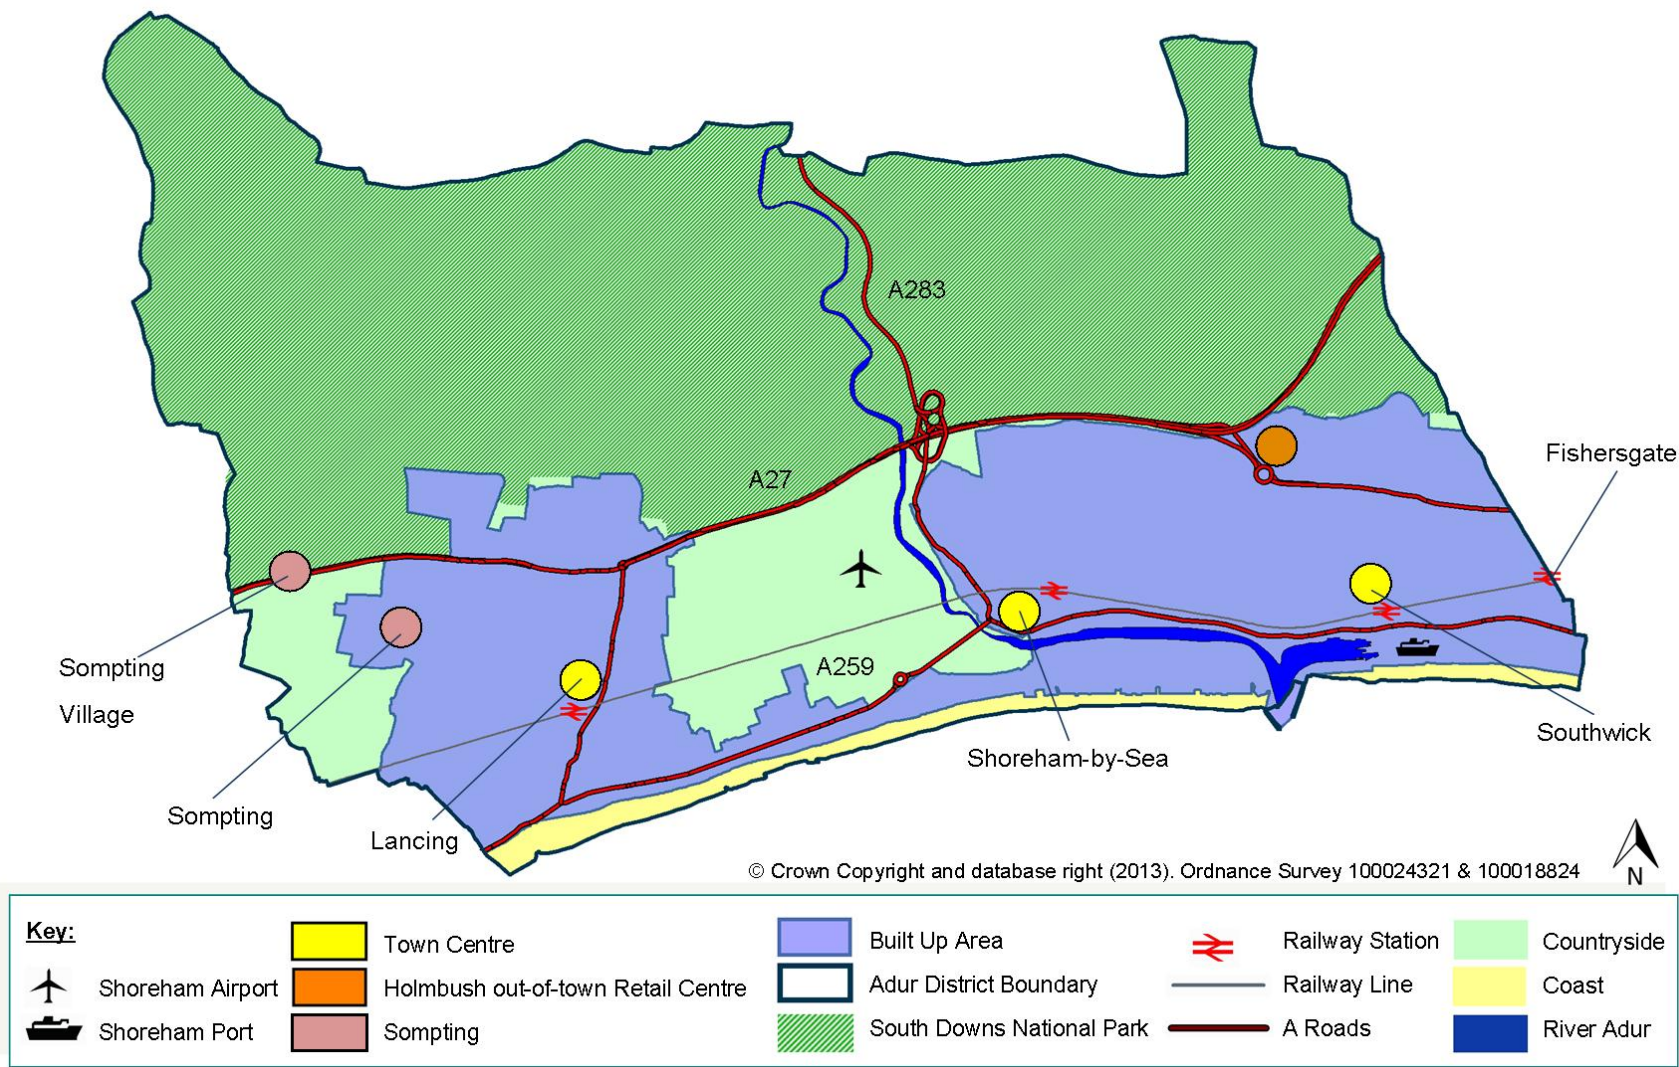 A283
A27
Fishersgate
A259
Sompting
Village
Southwick
Shoreham-by-Sea
Sompting
Lancing
© Crown Copyright and database right (2013). Ordnance Survey 100024321 & 100018824
N
Key:
Shoreham Airport
Shoreham Port
Town Centre
Holmbush out-of-town Retail Centre
Sompting
Built Up Area
Adur District Boundary
South Downs National Park
Railway Station
Railway Line
A Roads
Countryside
Coast
River Adur